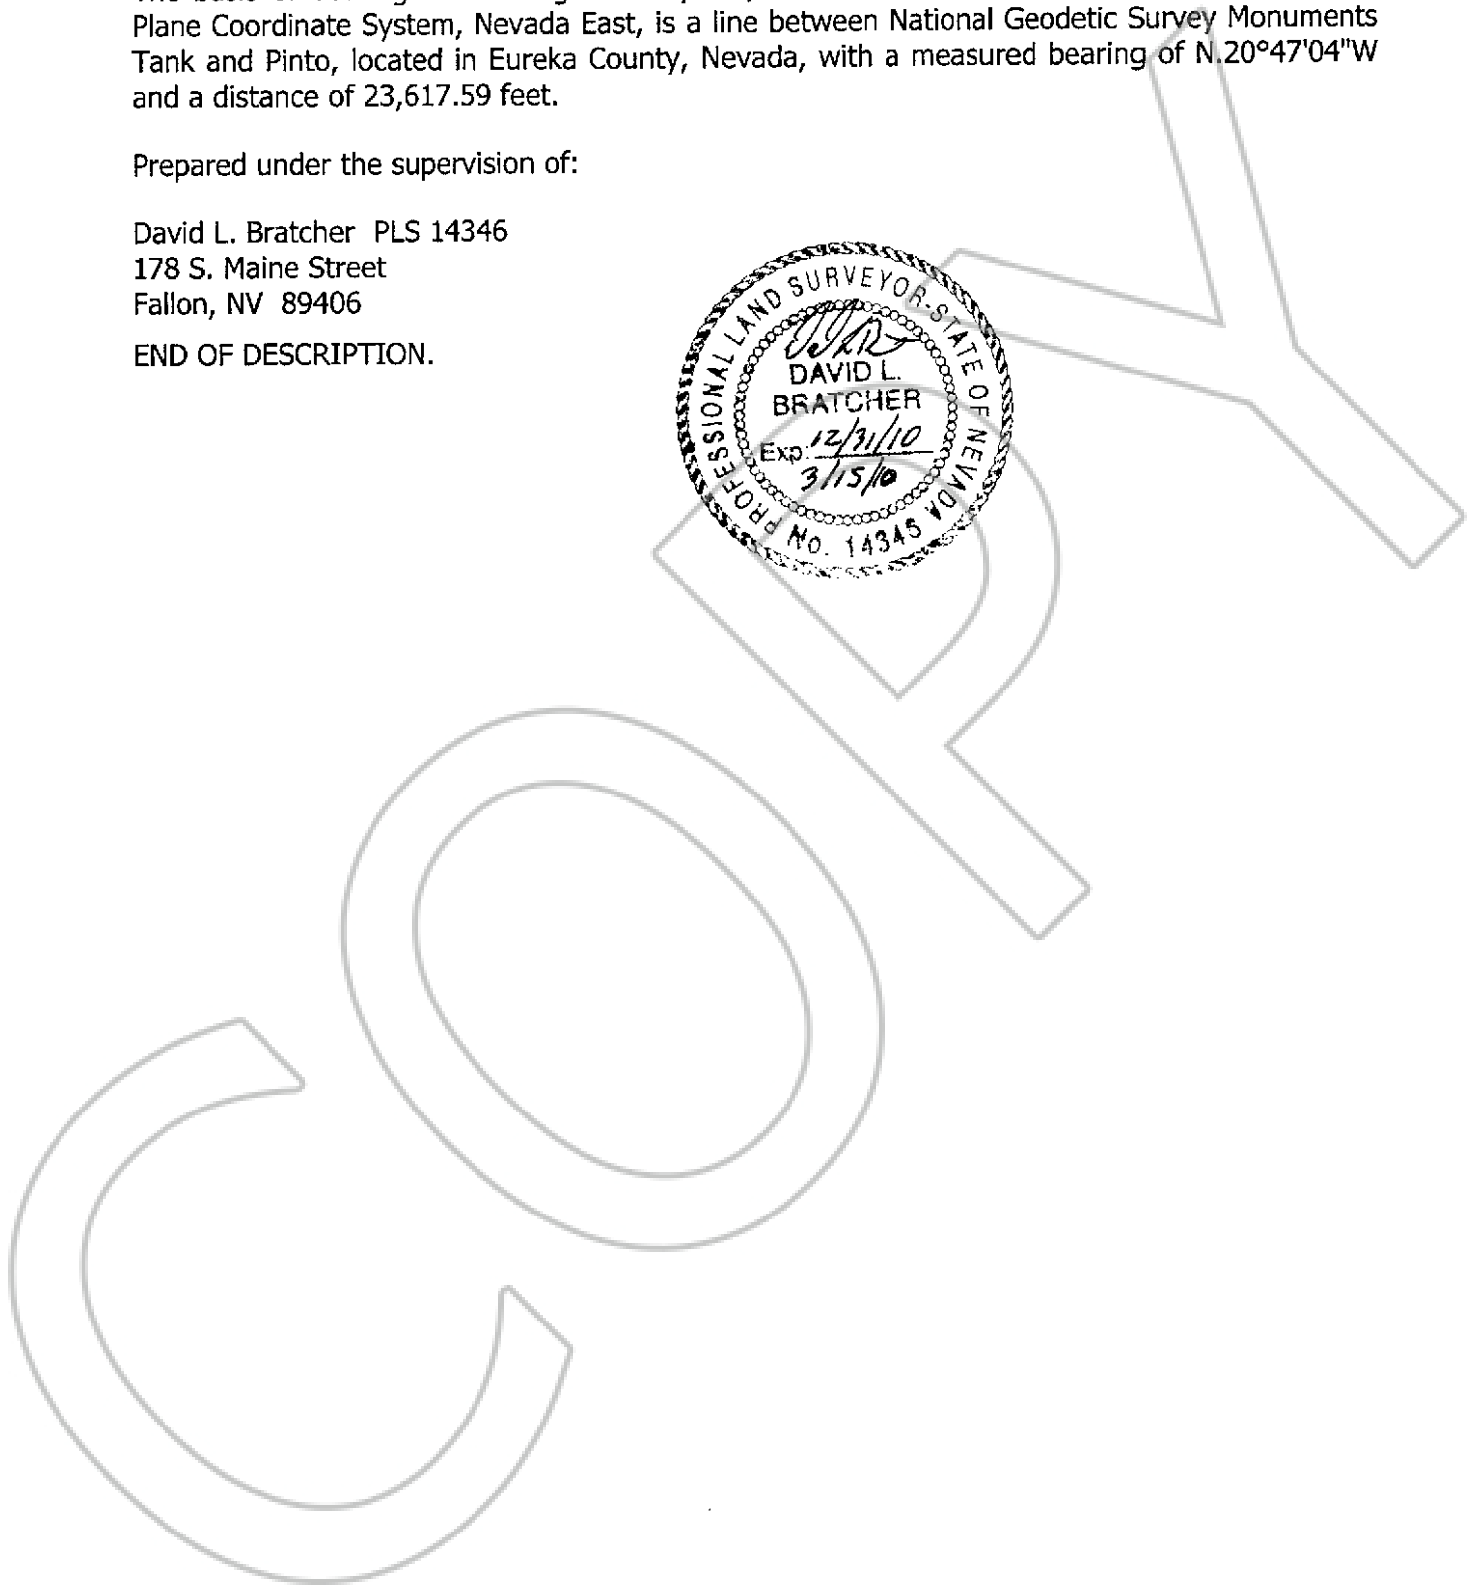 Plane Coordinate System, Nevada East, is a line between National Geodetic Survey Monuments
Tank and Pinto, located in Eureka County, Nevada, with a measured bearing of N.20°47'04"W
and a distance of 23,617.59 feet.
Prepared under the supervision of:
David L. Bratcher PLS 14346
178 S. Maine Street
Fallon, NV 89406
END OF DESCRIPTION.
PROFESSIONAL LAND SURVEYOR-STATE OF NEVADA
DAVID L.
BRATCHER
Exp: 12/31/10
3/15/10
No. 14346
COPY